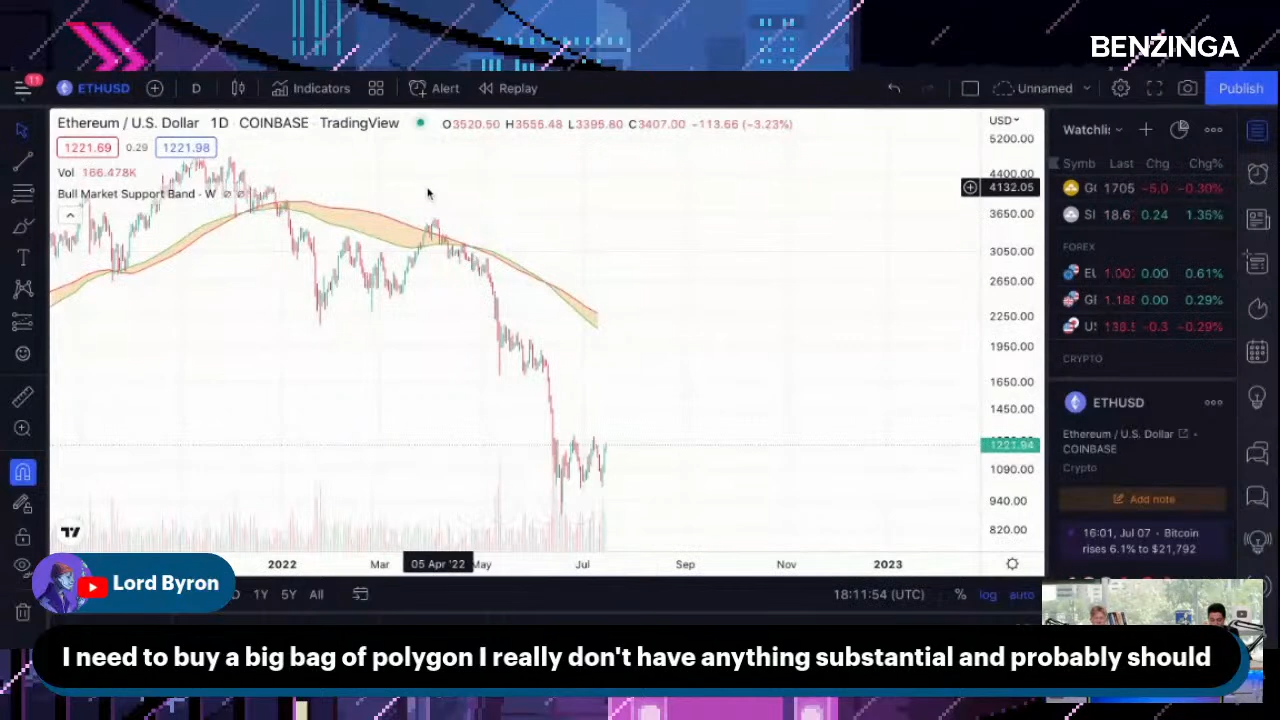 BENZINGA
11
ETHUSD
D
Indicators
Alert
Replay
Unnamed
Publish
Ethereum / U.S. Dollar 1D COINBASE TradingView
O3520.50 H3555.48 L3395.80 C3407.00 -113.66 (-3.23%)
1221.69 0.29 1221.98
Vol 166.478K
Bull Market Support Band - W
USD
5200.00
4400.00
4132.05
3650.00
3050.00
2650.00
2250.00
1950.00
1650.00
1450.00
1221.94
1090.00
940.00
820.00
2022 Mar 05 Apr '22 May Jul Sep Nov 2023
1Y 5Y All
18:11:54 (UTC) % log auto
Watchli
Symb Last Chg Chg%
1705 -5.0 -0.30%
SI 18.6 0.24 1.35%
FOREX
EU 0.00 0.61%
0.00 0.29%
138.5 -0.3 -0.29%
CRYPTO
ETHUSD
Ethereum / U.S. Dollar
COINBASE
Crypto
Add note
16:01, Jul 07 • Bitcoin
rises 6.1% to $21,792
Lord Byron
I need to buy a big bag of polygon I really don't have anything substantial and probably should